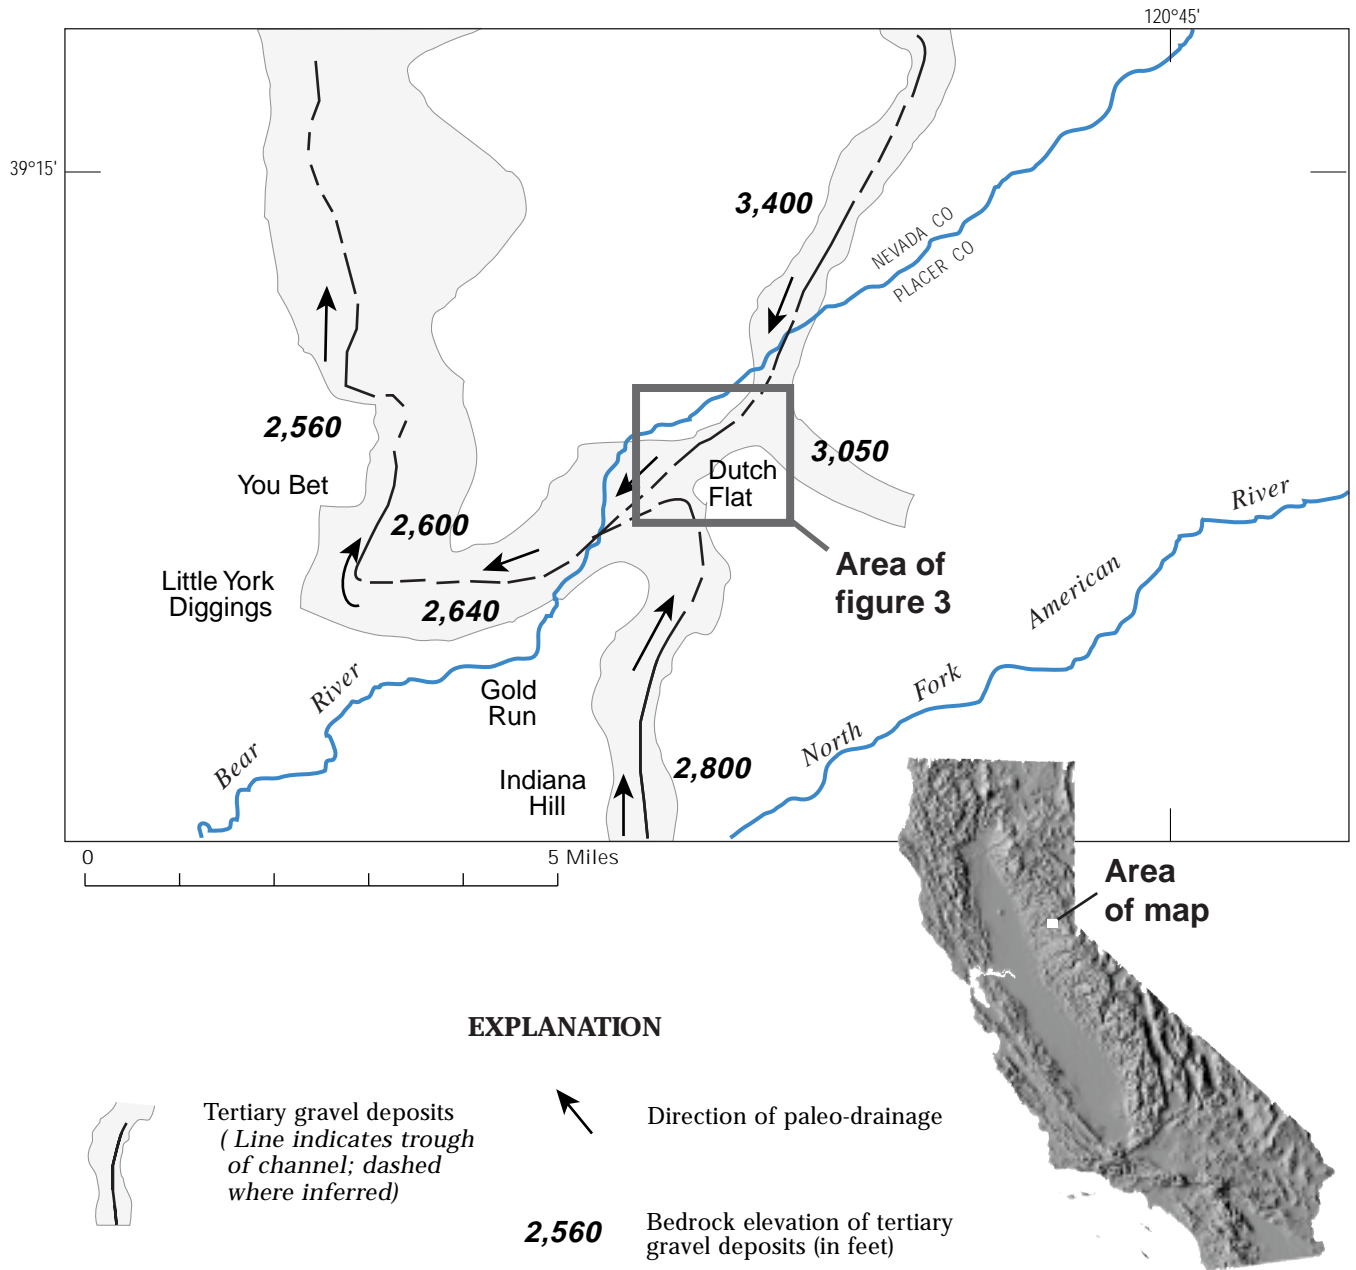 120°45'
39°15'
3,400
NEVADA CO
PLACER CO
2,560
3,050
You Bet
Dutch
Flat
River
2,600
Area of
figure 3
American
Little York
Diggings
2,640
River
Gold
Run
Fork
North
Bear
2,800
Indiana
Hill
0
5 Miles
Area
of map
EXPLANATION
Tertiary gravel deposits
( Line indicates trough
of channel; dashed
where inferred)
Direction of paleo-drainage
2,560
Bedrock elevation of tertiary
gravel deposits (in feet)